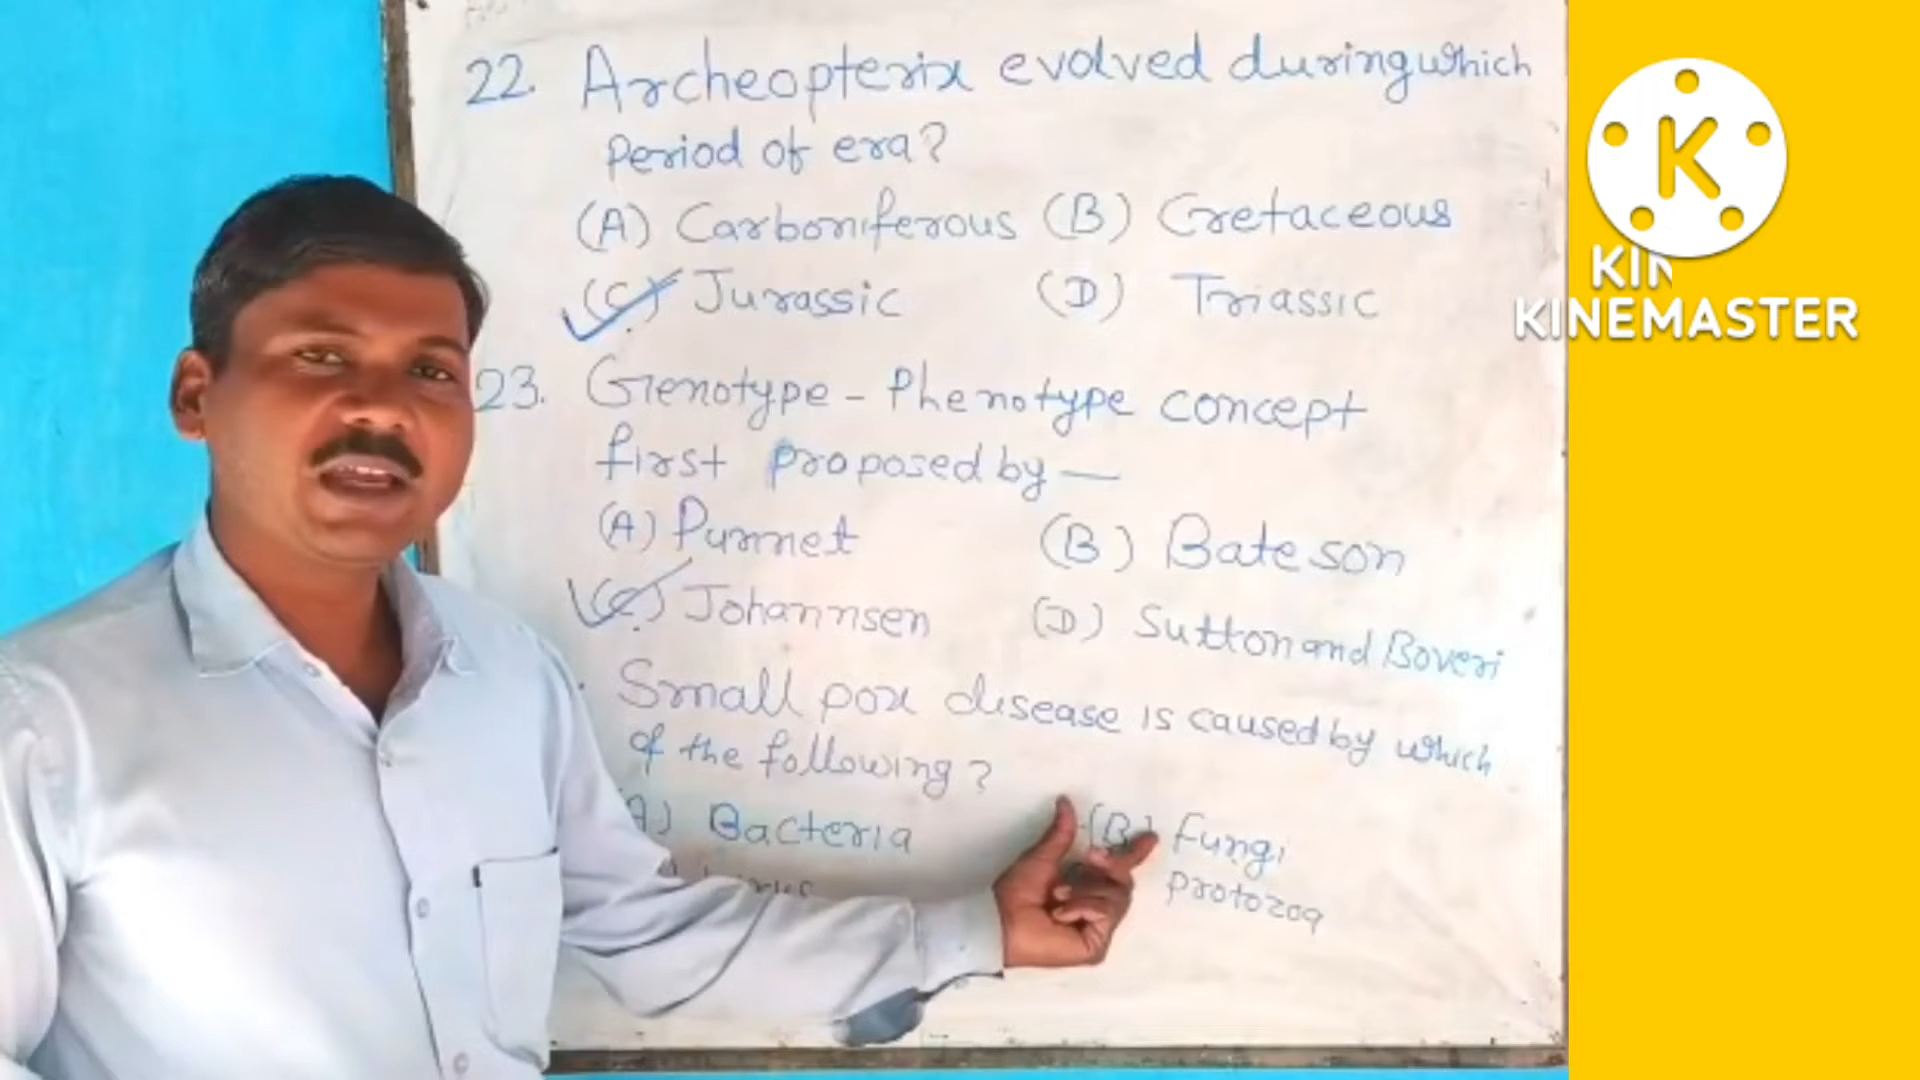 22. Archeopterix evolved during which
Period of era?
(A) Carboniferous (B) Cretaceous
(C) Jurassic (D) Triassic
23. Genotype - Phenotype concept
first proposed by —
(A) Punnet (B) Bateson
(C) Johannsen (D) Sutton and Boveri
Small pox disease is caused by which
of the following?
A) Bacteria (B) Fungi
protozoa
K
KIN
KINEMASTER